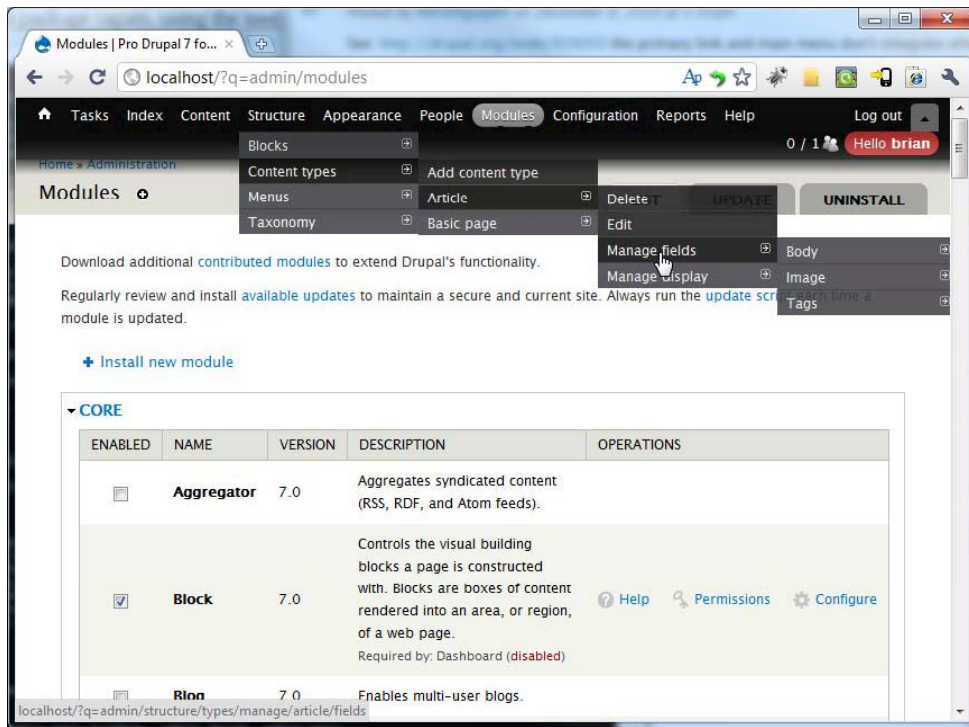 Modules | Pro Drupal 7 fo...
localhost/?q=admin/modules
Tasks Index Content Structure Appearance People Modules Configuration Reports Help Log out
0 / 1 Hello brian
Blocks
Content types
Menus
Taxonomy
Add content type
Article
Basic page
Delete
Edit
Manage fields
Manage display
Body
Image
Tags
Home » Administration
Modules
UPDATE
UNINSTALL
Download additional contributed modules to extend Drupal's functionality.
Regularly review and install available updates to maintain a secure and current site. Always run the update script each time a
module is updated.
Install new module
CORE
ENABLED NAME VERSION DESCRIPTION OPERATIONS
Aggregator 7.0 Aggregates syndicated content
(RSS, RDF, and Atom feeds).
Controls the visual building
blocks a page is constructed
with. Blocks are boxes of content
rendered into an area, or region,
of a web page.
Required by: Dashboard (disabled)
Block 7.0 Help Permissions Configure
Blog 7.0 Enables multi-user blogs.
localhost/?q=admin/structure/types/manage/article/fields